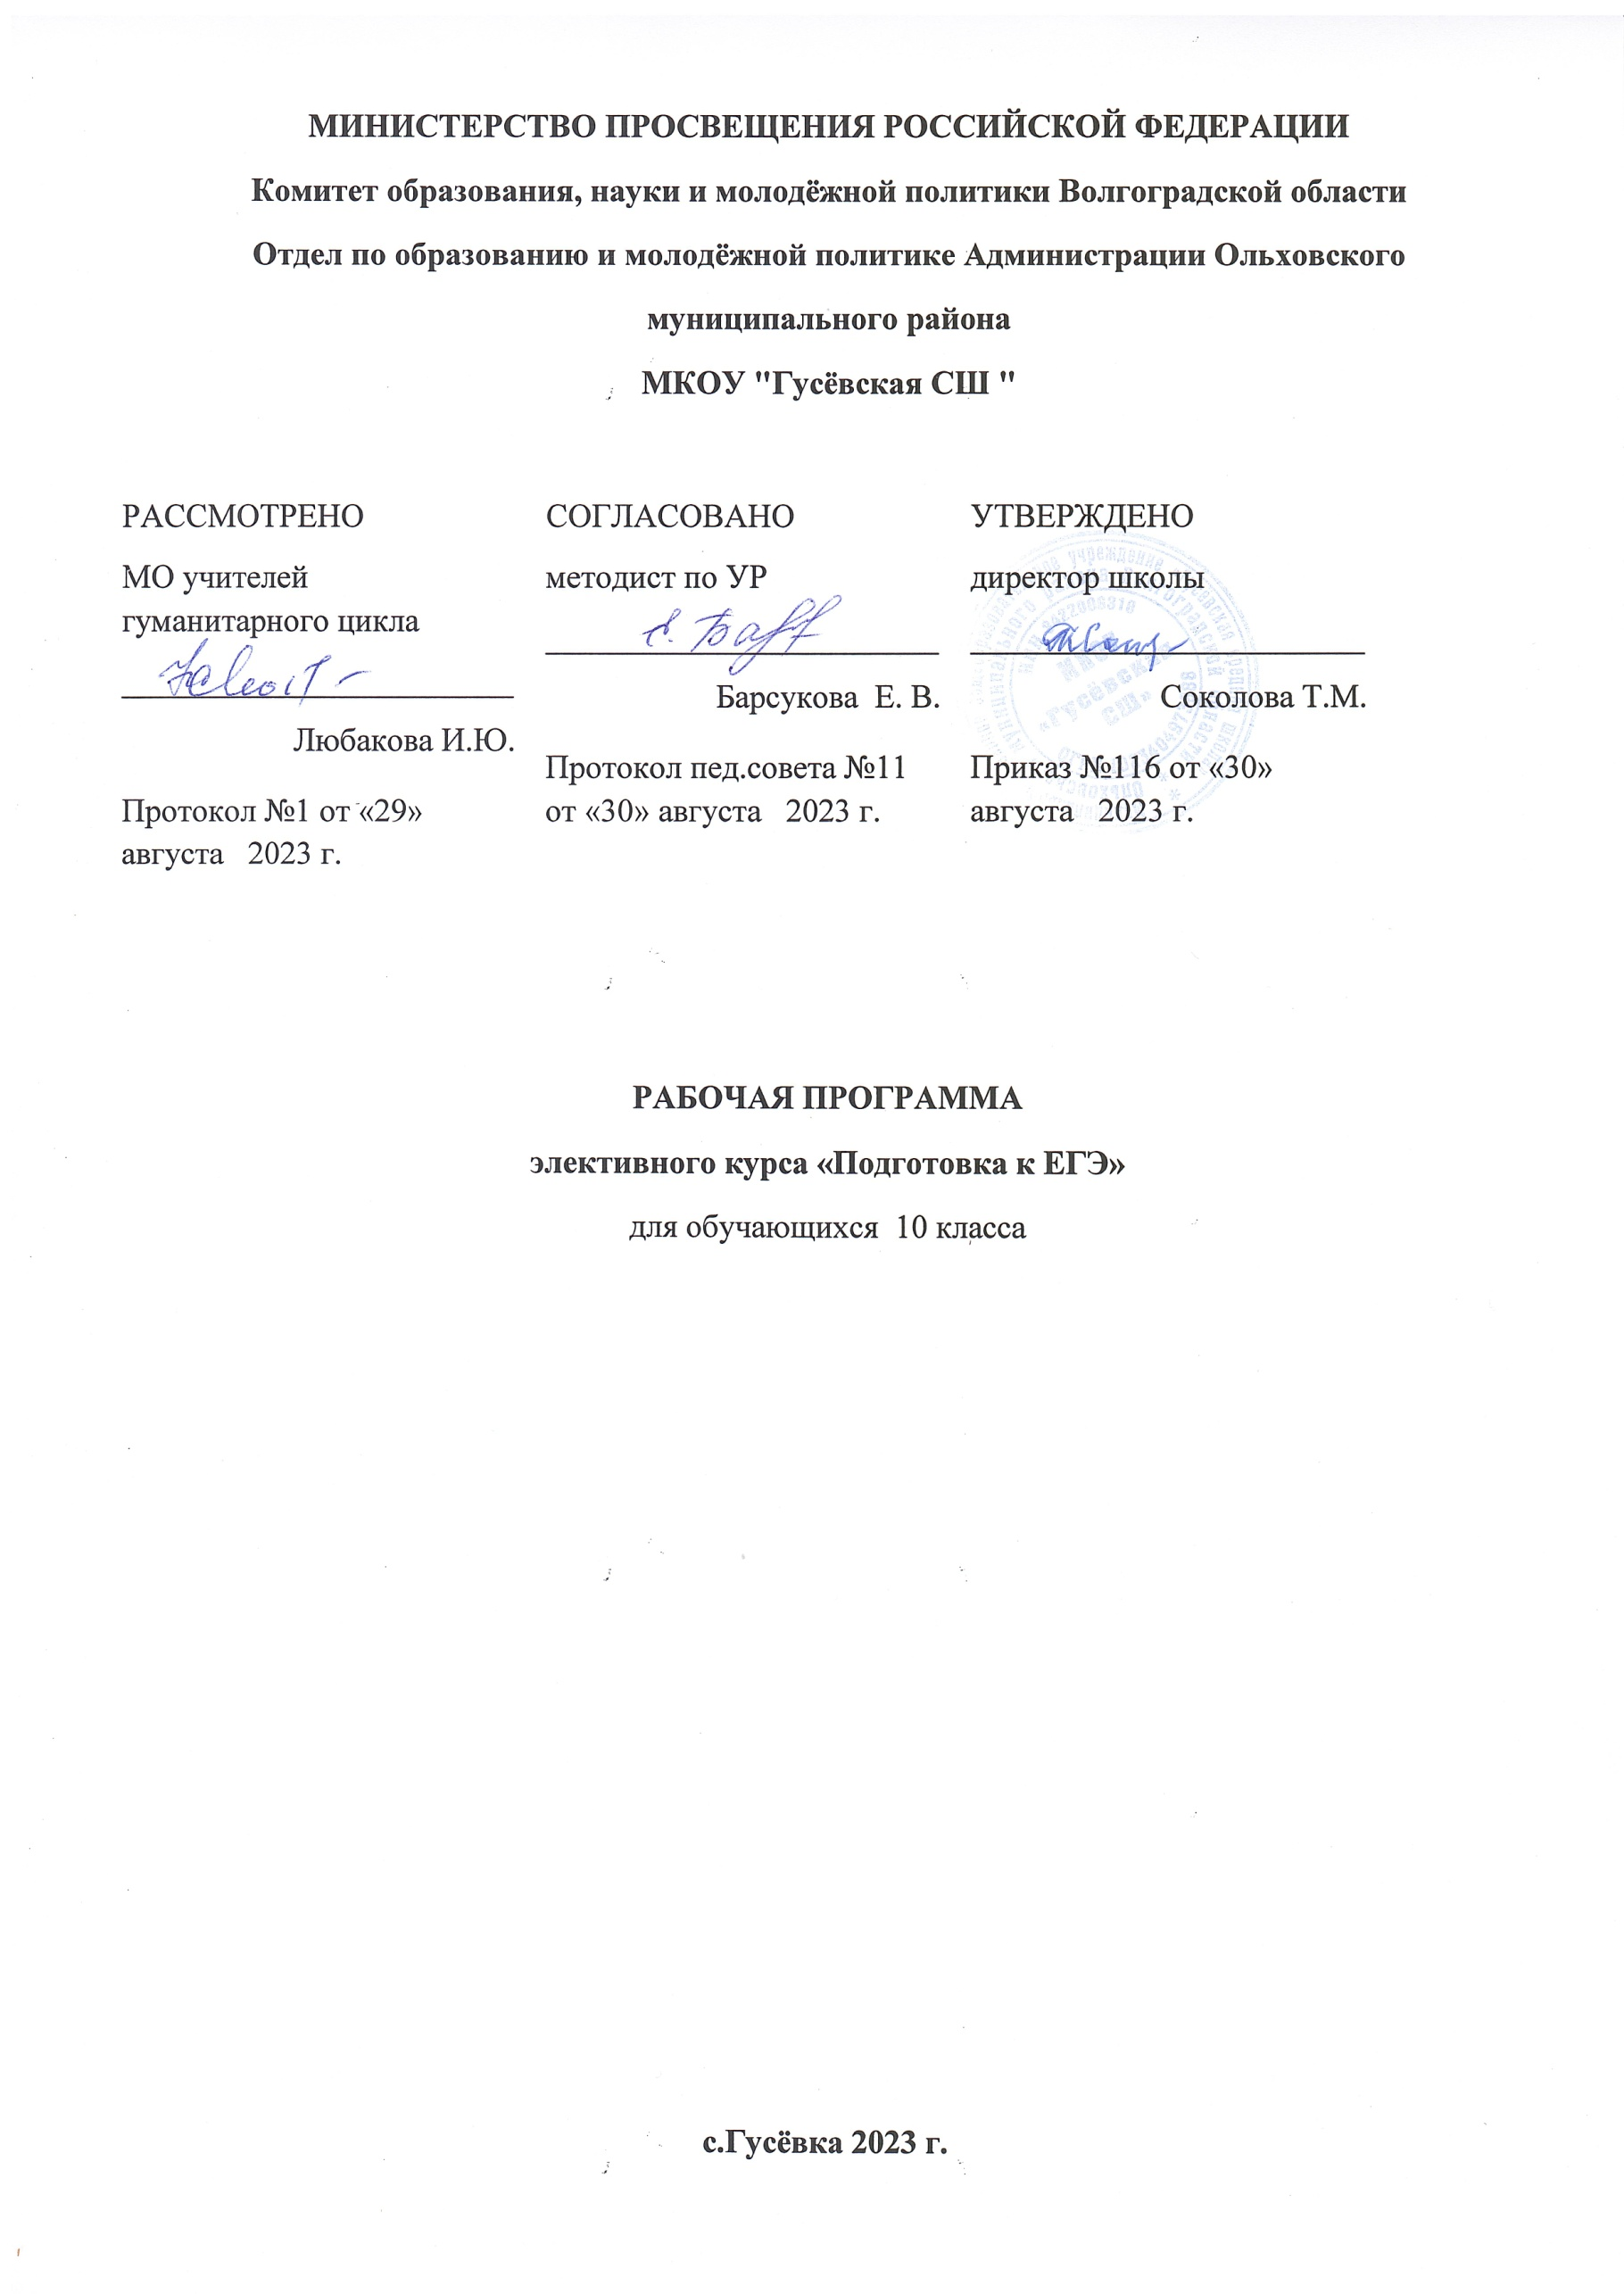 МИНИСТЕРСТВО ПРОСВЕЩЕНИЯ РОССИЙСКОЙ ФЕДЕРАЦИИ
Комитет образования, науки и молодёжной политики Волгоградской области
Отдел по образованию и молодёжной политике Администрации Ольховского
муниципального района
МКОУ "Гусёвская СШ "
РАССМОТРЕНО
МО учителей
гуманитарного цикла
Любакова И.Ю.
Протокол №1 от «29»
августа 2023 г.
СОГЛАСОВАНО
методист по УР
Барсукова Е. В.
Протокол пед.совета №11
от «30» августа 2023 г.
УТВЕРЖДЕНО
директор школы
Соколова Т.М.
Приказ №116 от «30»
августа 2023 г.
«Гусёвская
СШ»
РАБОЧАЯ ПРОГРАММА
элективного курса «Подготовка к ЕГЭ»
для обучающихся 10 класса
с.Гусёвка 2023 г.